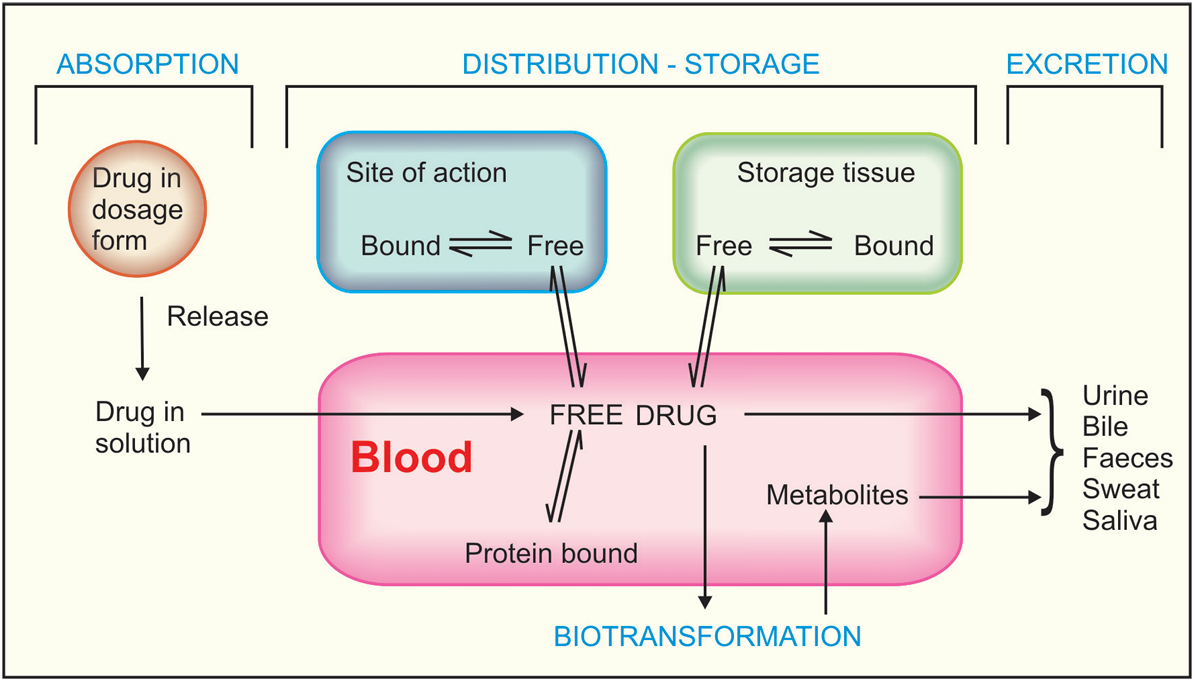 ABSORPTION
DISTRIBUTION - STORAGE
EXCRETION
Drug in
dosage
form
Release
Drug in
solution
Site of action
Bound
Free
Storage tissue
Free
Bound
FREE DRUG
Blood
Protein bound
Metabolites
BIOTRANSFORMATION
Urine
Bile
Faeces
Sweat
Saliva